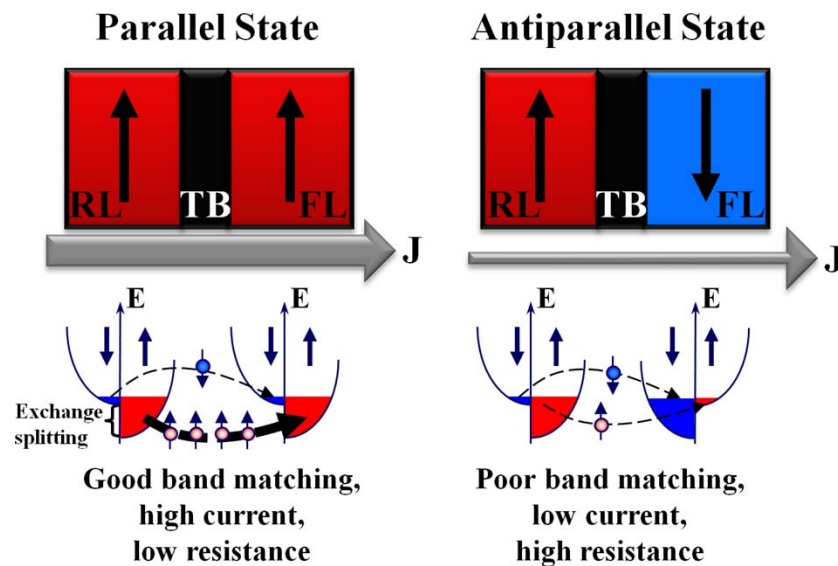 Parallel State
RL
TB
FL
J
E
E
Exchange
splitting
Good band matching,
high current,
low resistance
Antiparallel State
RL
TB
FL
J
E
E
Poor band matching,
low current,
high resistance